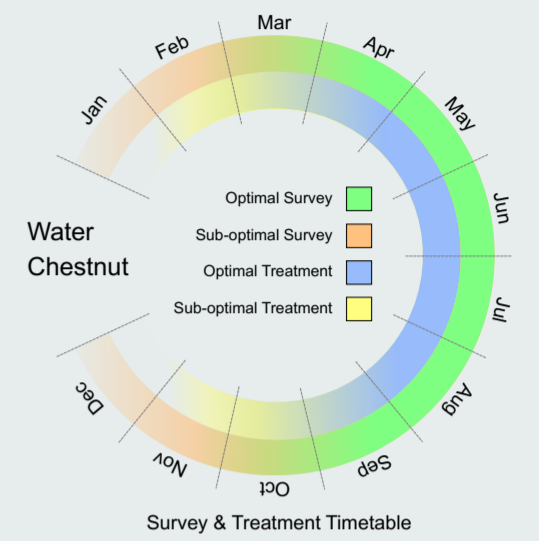 Mar
Feb
Apr
Jan
May
Jun
Optimal Survey
Sub-optimal Survey
Water
Chestnut
Optimal Treatment
Sub-optimal Treatment
Jul
Aug
Dec
Sep
Nov
Oct
Survey & Treatment Timetable